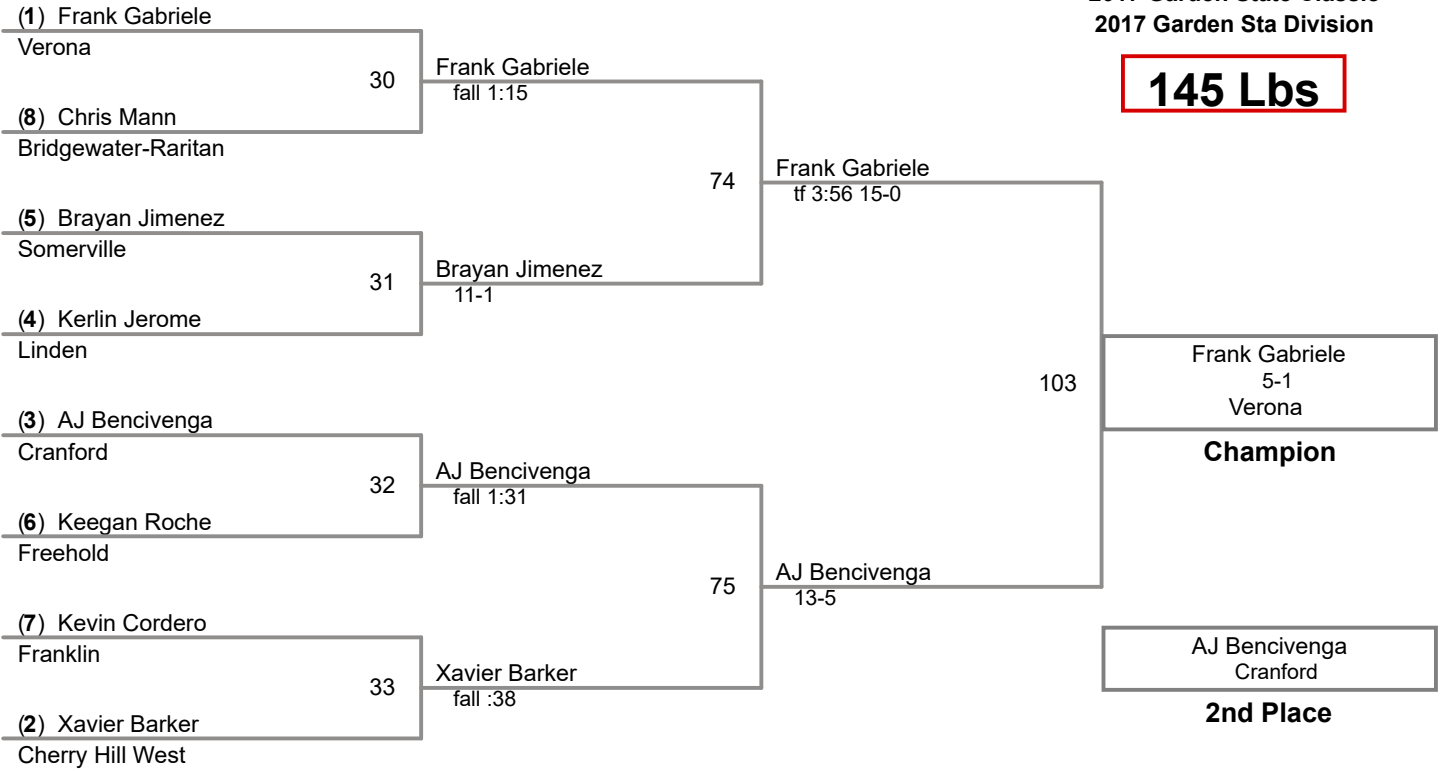 2017 Garden State Classic
2017 Garden Sta Division
145 Lbs
(1) Frank Gabriele
Verona
30
Frank Gabriele
fall 1:15
(8) Chris Mann
Bridgewater-Raritan
74
Frank Gabriele
tf 3:56 15-0
(5) Brayan Jimenez
Somerville
31
Brayan Jimenez
11-1
(4) Kerlin Jerome
Linden
103
Frank Gabriele
5-1
Verona
Champion
(3) AJ Bencivenga
Cranford
32
AJ Bencivenga
fall 1:31
(6) Keegan Roche
Freehold
75
AJ Bencivenga
13-5
(7) Kevin Cordero
Franklin
33
Xavier Barker
fall :38
(2) Xavier Barker
Cherry Hill West
AJ Bencivenga
Cranford
2nd Place